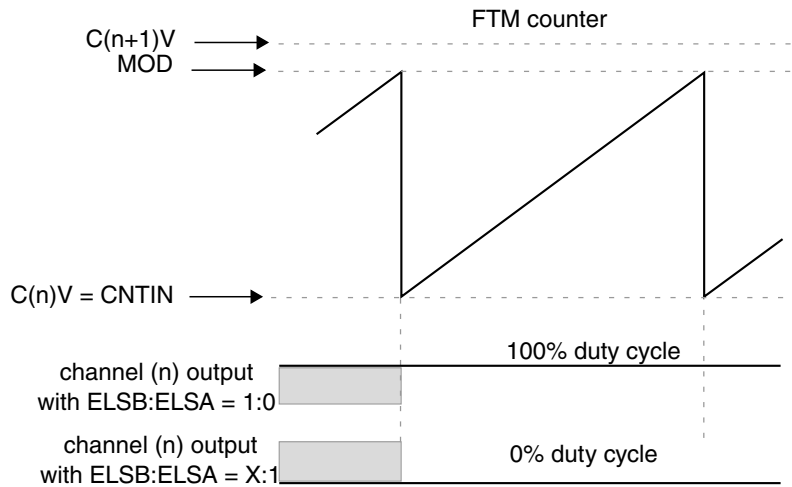 FTM counter
C(n+1)V
MOD
C(n)V = CNTIN
100% duty cycle
channel (n) output
with ELSB:ELSA = 1:0
channel (n) output
0% duty cycle
with ELSB:ELSA = X:1